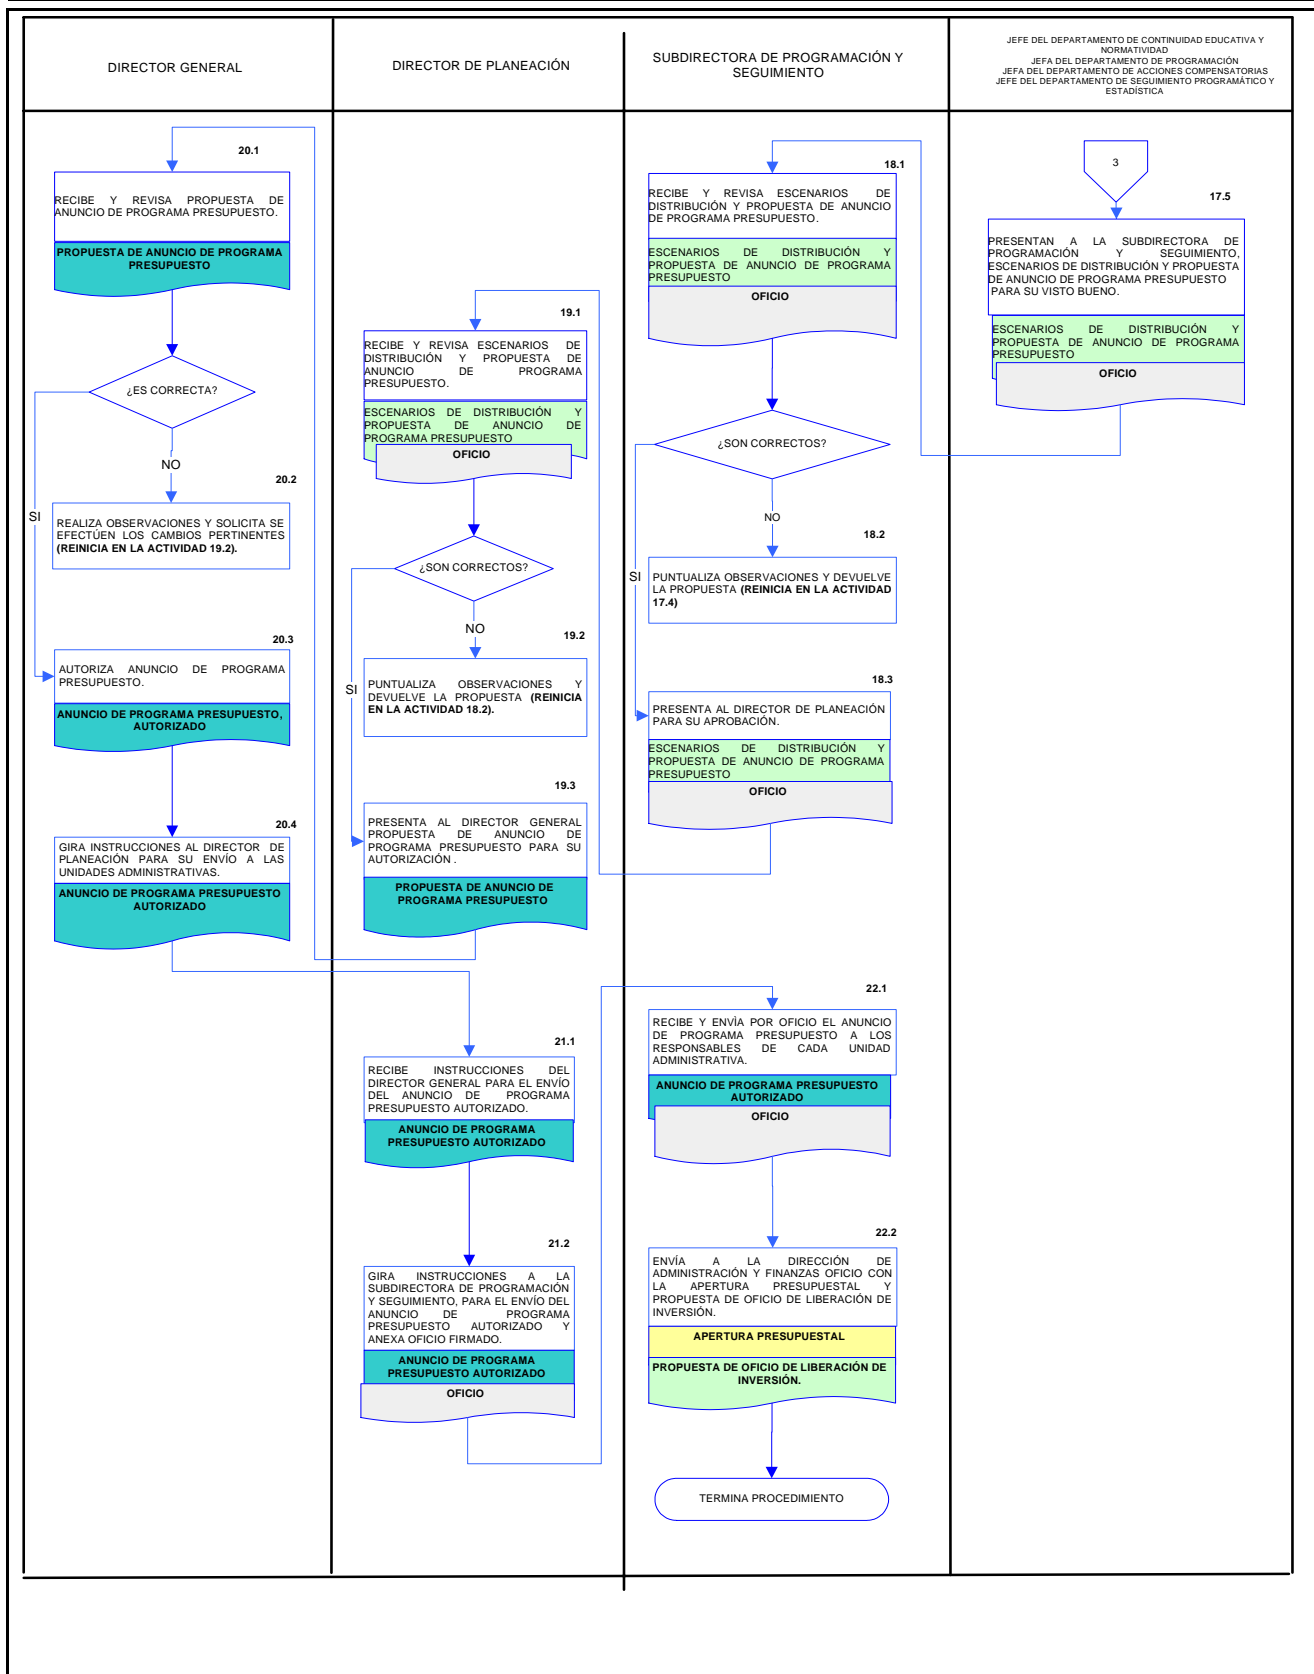 DIRECTOR GENERAL
DIRECTOR DE PLANEACIÓN
SUBDIRECTORA DE PROGRAMACIÓN Y
SEGUIMIENTO
JEFE DEL DEPARTAMENTO DE CONTINUIDAD EDUCATIVA Y
NORMATIVIDAD
JEFA DEL DEPARTAMENTO DE PROGRAMACIÓN
JEFA DEL DEPARTAMENTO DE ACCIONES COMPENSATORIAS
JEFE DEL DEPARTAMENTO DE SEGUIMIENTO PROGRAMÁTICO Y
ESTADÍSTICA
20.1
RECIBE Y REVISA PROPUESTA DE
ANUNCIO DE PROGRAMA PRESUPUESTO.
PROPUESTA DE ANUNCIO DE PROGRAMA
PRESUPUESTO
¿ES CORRECTA?
NO
SI
20.2
REALIZA OBSERVACIONES Y SOLICITA SE
EFECTÚEN LOS CAMBIOS PERTINENTES
(REINICIA EN LA ACTIVIDAD 19.2).
20.3
AUTORIZA ANUNCIO DE PROGRAMA
PRESUPUESTO.
ANUNCIO DE PROGRAMA PRESUPUESTO,
AUTORIZADO
20.4
GIRA INSTRUCCIONES AL DIRECTOR DE
PLANEACIÓN PARA SU ENVÍO A LAS
UNIDADES ADMINISTRATIVAS.
ANUNCIO DE PROGRAMA PRESUPUESTO
AUTORIZADO
19.1
RECIBE Y REVISA ESCENARIOS DE
DISTRIBUCIÓN Y PROPUESTA DE
ANUNCIO DE PROGRAMA
PRESUPUESTO.
ESCENARIOS DE DISTRIBUCIÓN Y
PROPUESTA DE ANUNCIO DE
PROGRAMA PRESUPUESTO
OFICIO
¿SON CORRECTOS?
NO
SI
19.2
PUNTUALIZA OBSERVACIONES Y
DEVUELVE LA PROPUESTA (REINICIA
EN LA ACTIVIDAD 18.2).
19.3
PRESENTA AL DIRECTOR GENERAL
PROPUESTA DE ANUNCIO DE
PROGRAMA PRESUPUESTO PARA SU
AUTORIZACIÓN .
PROPUESTA DE ANUNCIO DE
PROGRAMA PRESUPUESTO
21.1
RECIBE INSTRUCCIONES DEL
DIRECTOR GENERAL PARA EL ENVÍO
DEL ANUNCIO DE PROGRAMA
PRESUPUESTO AUTORIZADO.
ANUNCIO DE PROGRAMA
PRESUPUESTO AUTORIZADO
21.2
GIRA INSTRUCCIONES A LA
SUBDIRECTORA DE PROGRAMACIÓN
Y SEGUIMIENTO, PARA EL ENVÍO DEL
ANUNCIO DE PROGRAMA
PRESUPUESTO AUTORIZADO Y
ANEXA OFICIO FIRMADO.
ANUNCIO DE PROGRAMA
PRESUPUESTO AUTORIZADO
OFICIO
18.1
RECIBE Y REVISA ESCENARIOS DE
DISTRIBUCIÓN Y PROPUESTA DE ANUNCIO
DE PROGRAMA PRESUPUESTO.
ESCENARIOS DE DISTRIBUCIÓN Y
PROPUESTA DE ANUNCIO DE PROGRAMA
PRESUPUESTO
OFICIO
¿SON CORRECTOS?
NO
SI
18.2
PUNTUALIZA OBSERVACIONES Y DEVUELVE
LA PROPUESTA (REINICIA EN LA ACTIVIDAD
17.4)
18.3
PRESENTA AL DIRECTOR DE PLANEACIÓN
PARA SU APROBACIÓN.
ESCENARIOS DE DISTRIBUCIÓN Y
PROPUESTA DE ANUNCIO DE PROGRAMA
PRESUPUESTO
OFICIO
22.1
RECIBE Y ENVÌA POR OFICIO EL ANUNCIO
DE PROGRAMA PRESUPUESTO A LOS
RESPONSABLES DE CADA UNIDAD
ADMINISTRATIVA.
ANUNCIO DE PROGRAMA PRESUPUESTO
AUTORIZADO
OFICIO
22.2
ENVÍA A LA DIRECCIÓN DE
ADMINISTRACIÓN Y FINANZAS OFICIO CON
LA APERTURA PRESUPUESTAL Y
PROPUESTA DE OFICIO DE LIBERACIÓN DE
INVERSIÓN.
APERTURA PRESUPUESTAL
PROPUESTA DE OFICIO DE LIBERACIÓN DE
INVERSIÓN.
TERMINA PROCEDIMIENTO
3
17.5
PRESENTAN A LA SUBDIRECTORA DE
PROGRAMACIÓN Y SEGUIMIENTO,
ESCENARIOS DE DISTRIBUCIÓN Y PROPUESTA
DE ANUNCIO DE PROGRAMA PRESUPUESTO
PARA SU VISTO BUENO.
ESCENARIOS DE DISTRIBUCIÓN Y
PROPUESTA DE ANUNCIO DE PROGRAMA
PRESUPUESTO
OFICIO